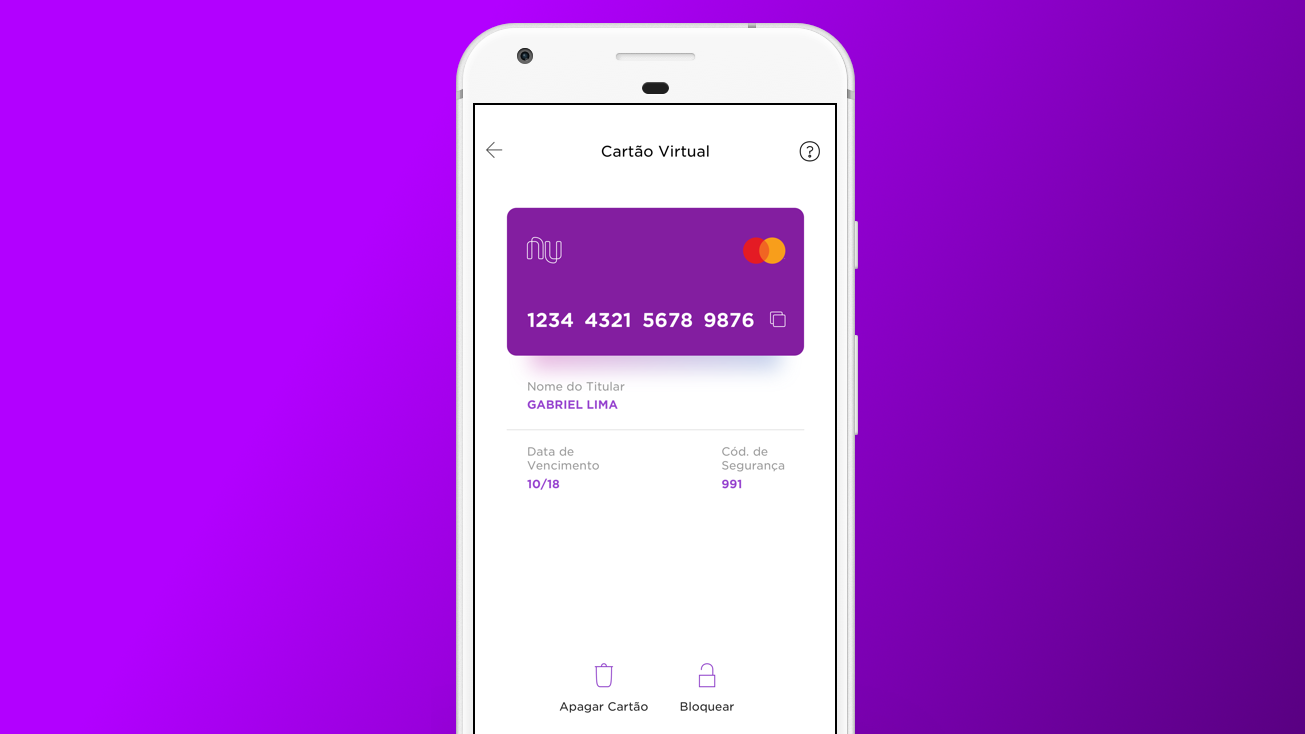 Cartão Virtual
?
nu
1234 4321 5678 9876
Nome do Titular
GABRIEL LIMA
Data de
Vencimento
10/18
Cód. de
Segurança
991
Apagar Cartão
Bloquear